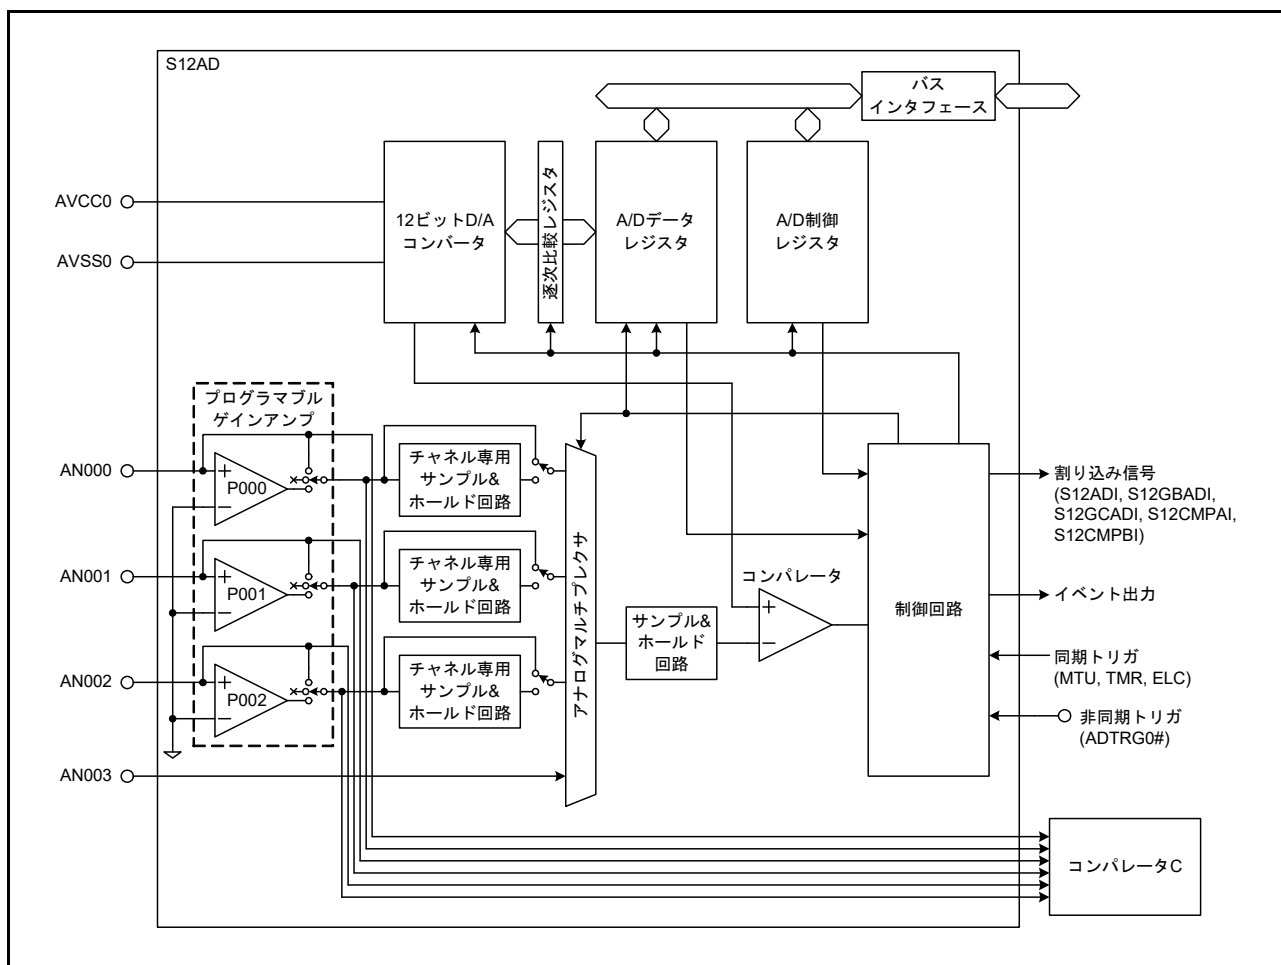 S12AD
バス
インタフェース
AVCC0
AVSS0
12ビットD/A
コンバータ
逐次比較レジスタ
A/Dデータ
レジスタ
A/D制御
レジスタ
プログラマブル
ゲインアンプ
AN000
+
P000
−
チャネル専用
サンプル&
ホールド回路
AN001
+
P001
−
チャネル専用
サンプル&
ホールド回路
AN002
+
P002
−
チャネル専用
サンプル&
ホールド回路
AN003
アナログマルチプレクサ
サンプル&
ホールド
回路
コンパレータ
+
−
制御回路
割り込み信号
(S12ADI, S12GBADI,
S12GCADI, S12CMPAI,
S12CMPBI)
イベント出力
同期トリガ
(MTU, TMR, ELC)
非同期トリガ
(ADTRG0#)
コンパレータC